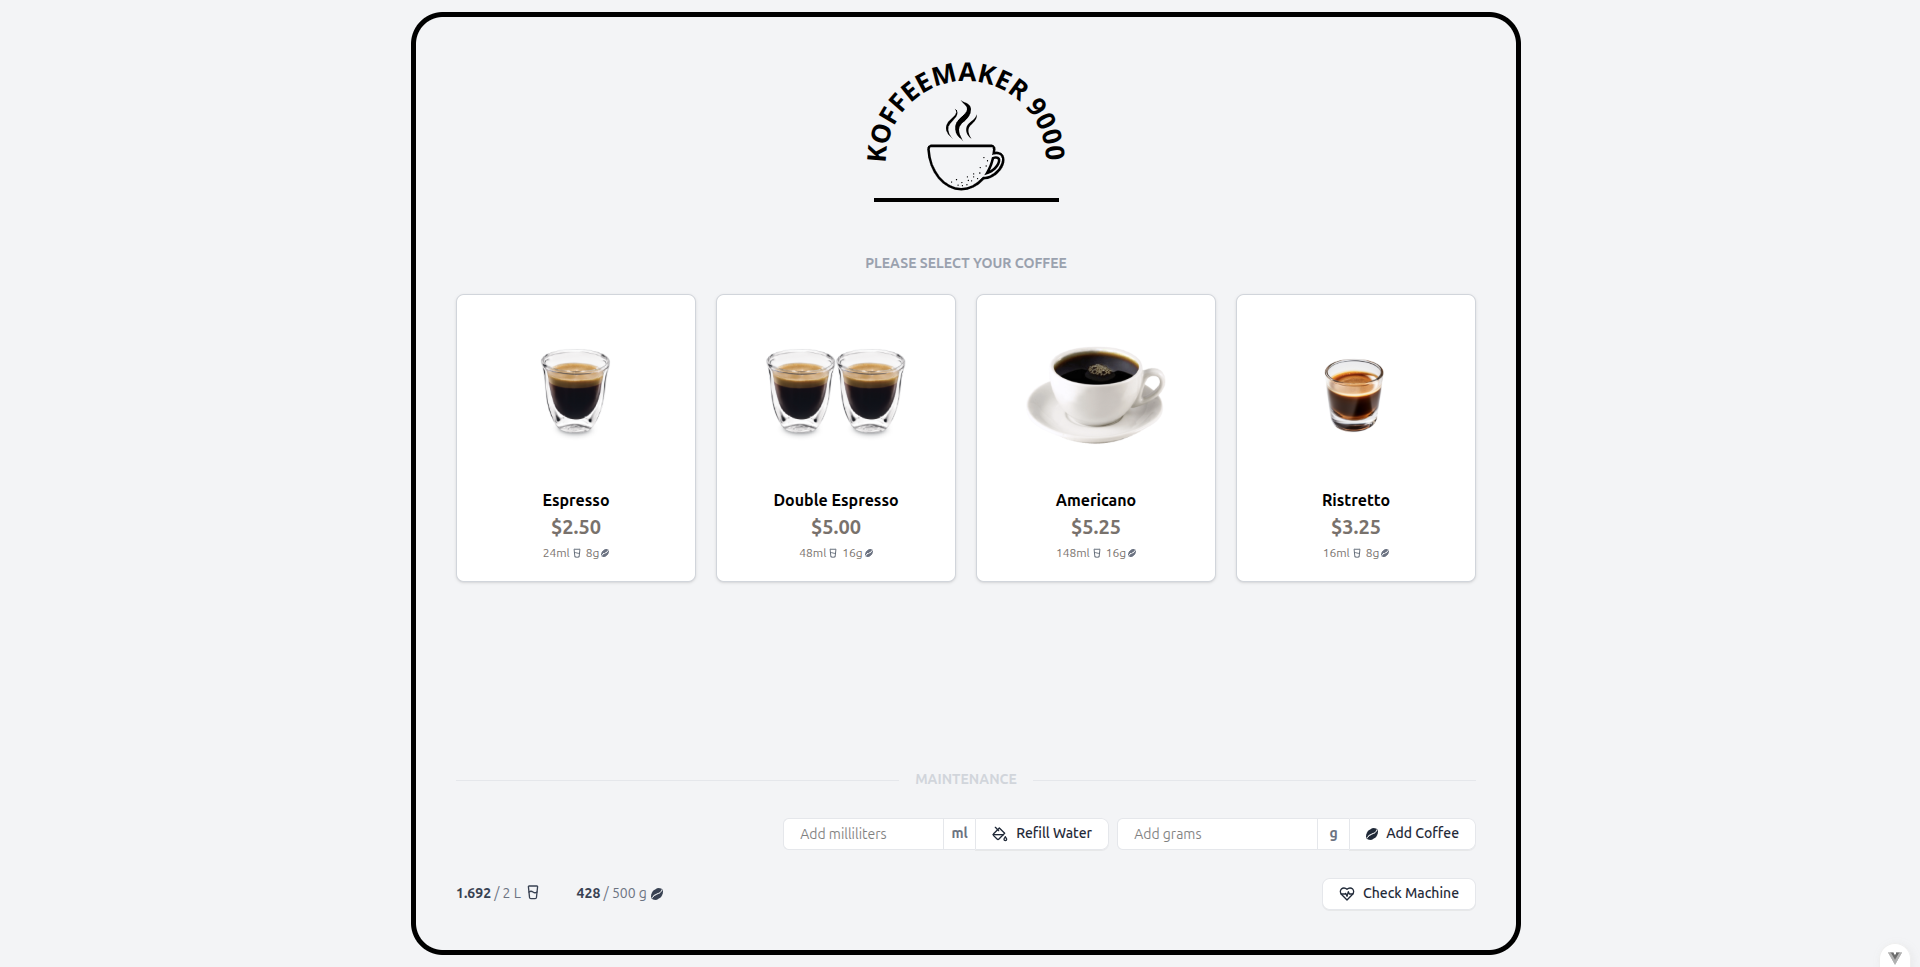 KOFFEEMAKER 9000
PLEASE SELECT YOUR COFFEE
Espresso
$2.50
24ml 8g
Double Espresso
$5.00
48ml 16g
Americano
$5.25
148ml 16g
Ristretto
$3.25
16ml 8g
MAINTENANCE
Add milliliters ml Refill Water Add grams g Add Coffee
1.692 / 2 L 428 / 500 g Check Machine